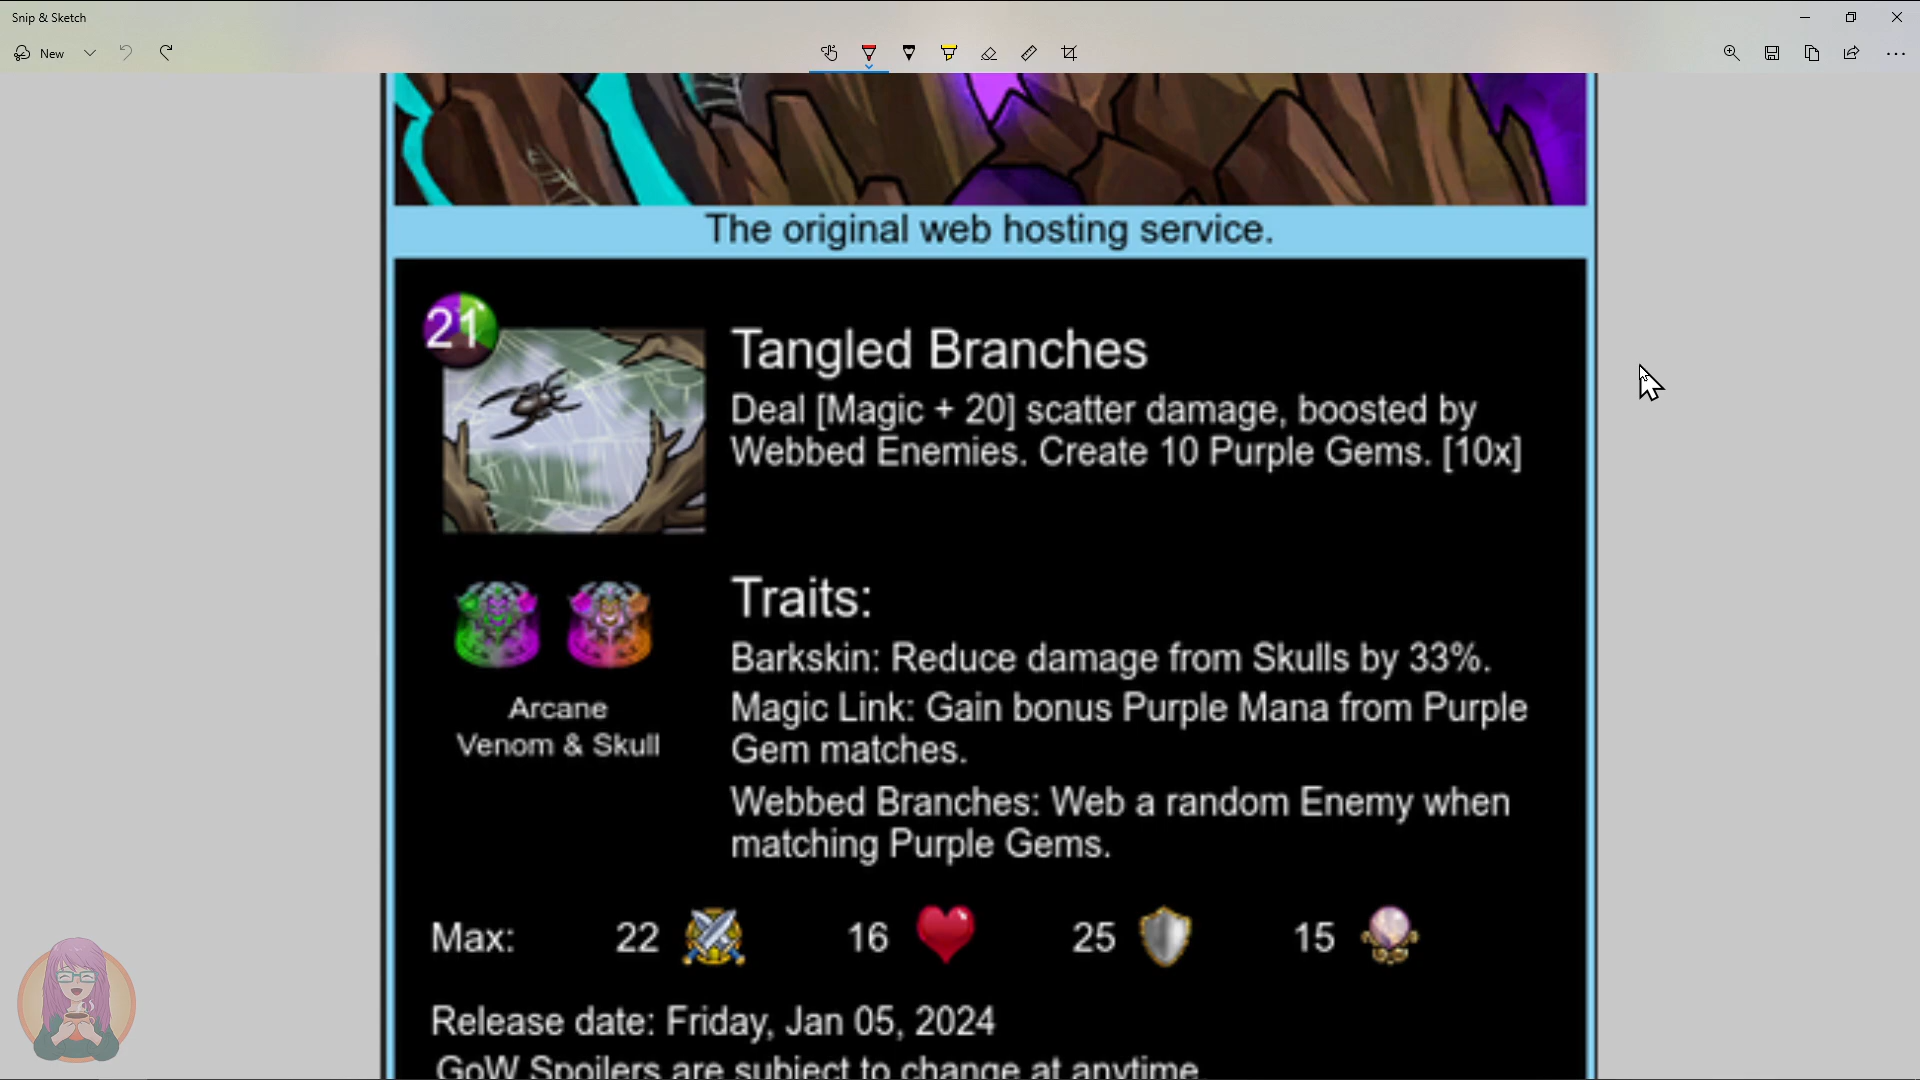 Snip & Sketch
New
The original web hosting service.
21
Tangled Branches
Deal [Magic + 20] scatter damage, boosted by
Webbed Enemies. Create 10 Purple Gems. [10x]
Traits:
Barkskin: Reduce damage from Skulls by 33%.
Arcane
Venom & Skull
Magic Link: Gain bonus Purple Mana from Purple
Gem matches.
Webbed Branches: Web a random Enemy when
matching Purple Gems.
Max: 22 16 25 15
Release date: Friday, Jan 05, 2024
GoW Spoilers are subject to change at anytime.